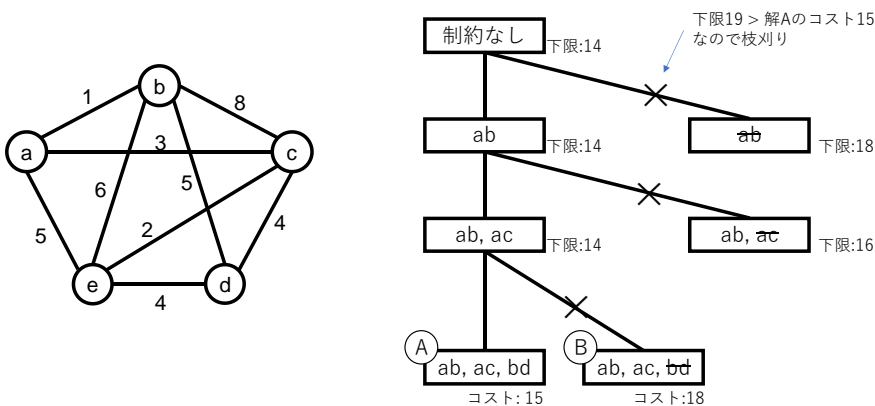 a
b
c
d
e
1
8
3
6
5
5
2
4
4
制約なし
下限:14
下限19 > 解Aのコスト15
なので枝刈り
ab
下限:14
ab
下限:18
ab, ac
下限:14
ab, ac
下限:16
A
ab, ac, bd
コスト: 15
B
ab, ac, bd
コスト:18